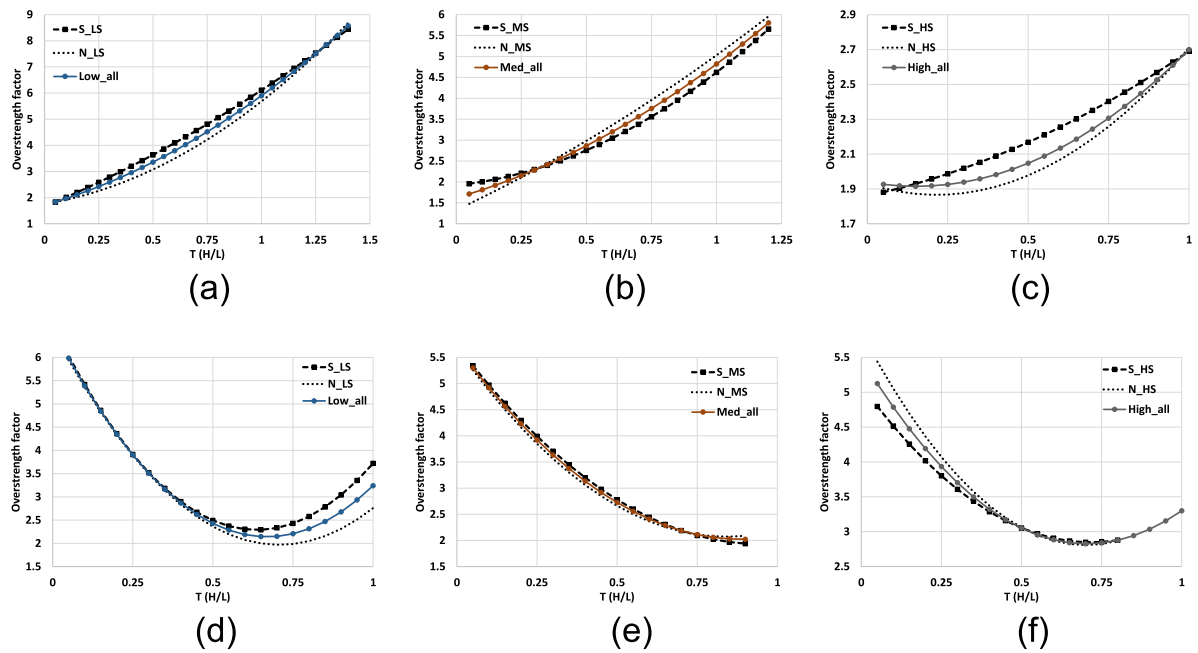 9
8
7
6
5
4
3
2
1
Overstrength factor
S_LS
N_LS
Low_all
0
0.25
0.5
0.75
1
1.25
1.5
T (H/L)
(a)
6
5.5
5
4.5
4
3.5
3
2.5
2
1.5
1
Overstrength factor
S_MS
N_MS
Med_all
0
0.25
0.5
0.75
1
1.25
T (H/L)
(b)
2.9
2.7
2.5
2.3
2.1
1.9
1.7
Overstrength factor
S_HS
N_HS
High_all
0
0.25
0.5
0.75
1
T (H/L)
(c)
6
5.5
5
4.5
4
3.5
3
2.5
2
1.5
Overstrength factor
S_LS
N_LS
Low_all
0
0.25
0.5
0.75
1
T (H/L)
(d)
5.5
5
4.5
4
3.5
3
2.5
2
1.5
Overstrength factor
S_MS
N_MS
Med_all
0
0.25
0.5
0.75
1
T (H/L)
(e)
5.5
5
4.5
4
3.5
3
2.5
Overstrength factor
S_HS
N_HS
High_all
0
0.25
0.5
0.75
1
T (H/L)
(f)